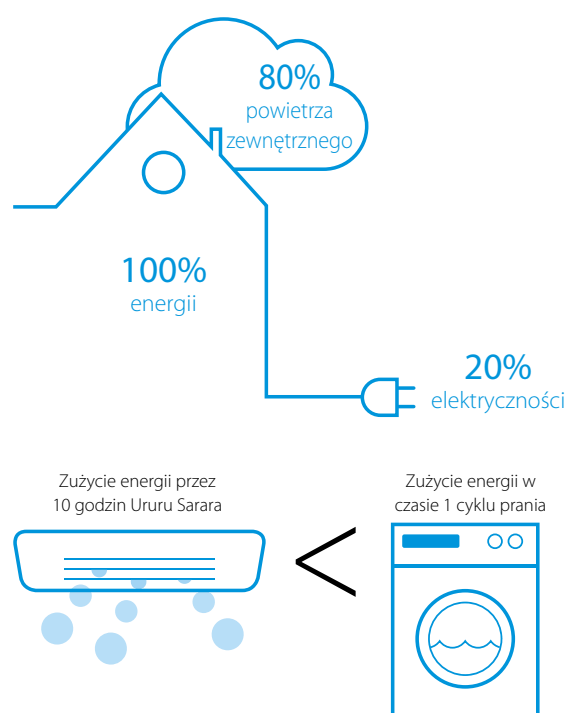 80%
powietrza
zewnętrznego
100%
energii
20%
elektryczności
Zużycie energii przez
10 godzin Ururu Sarara
<
Zużycie energii w
czasie 1 cyklu prania